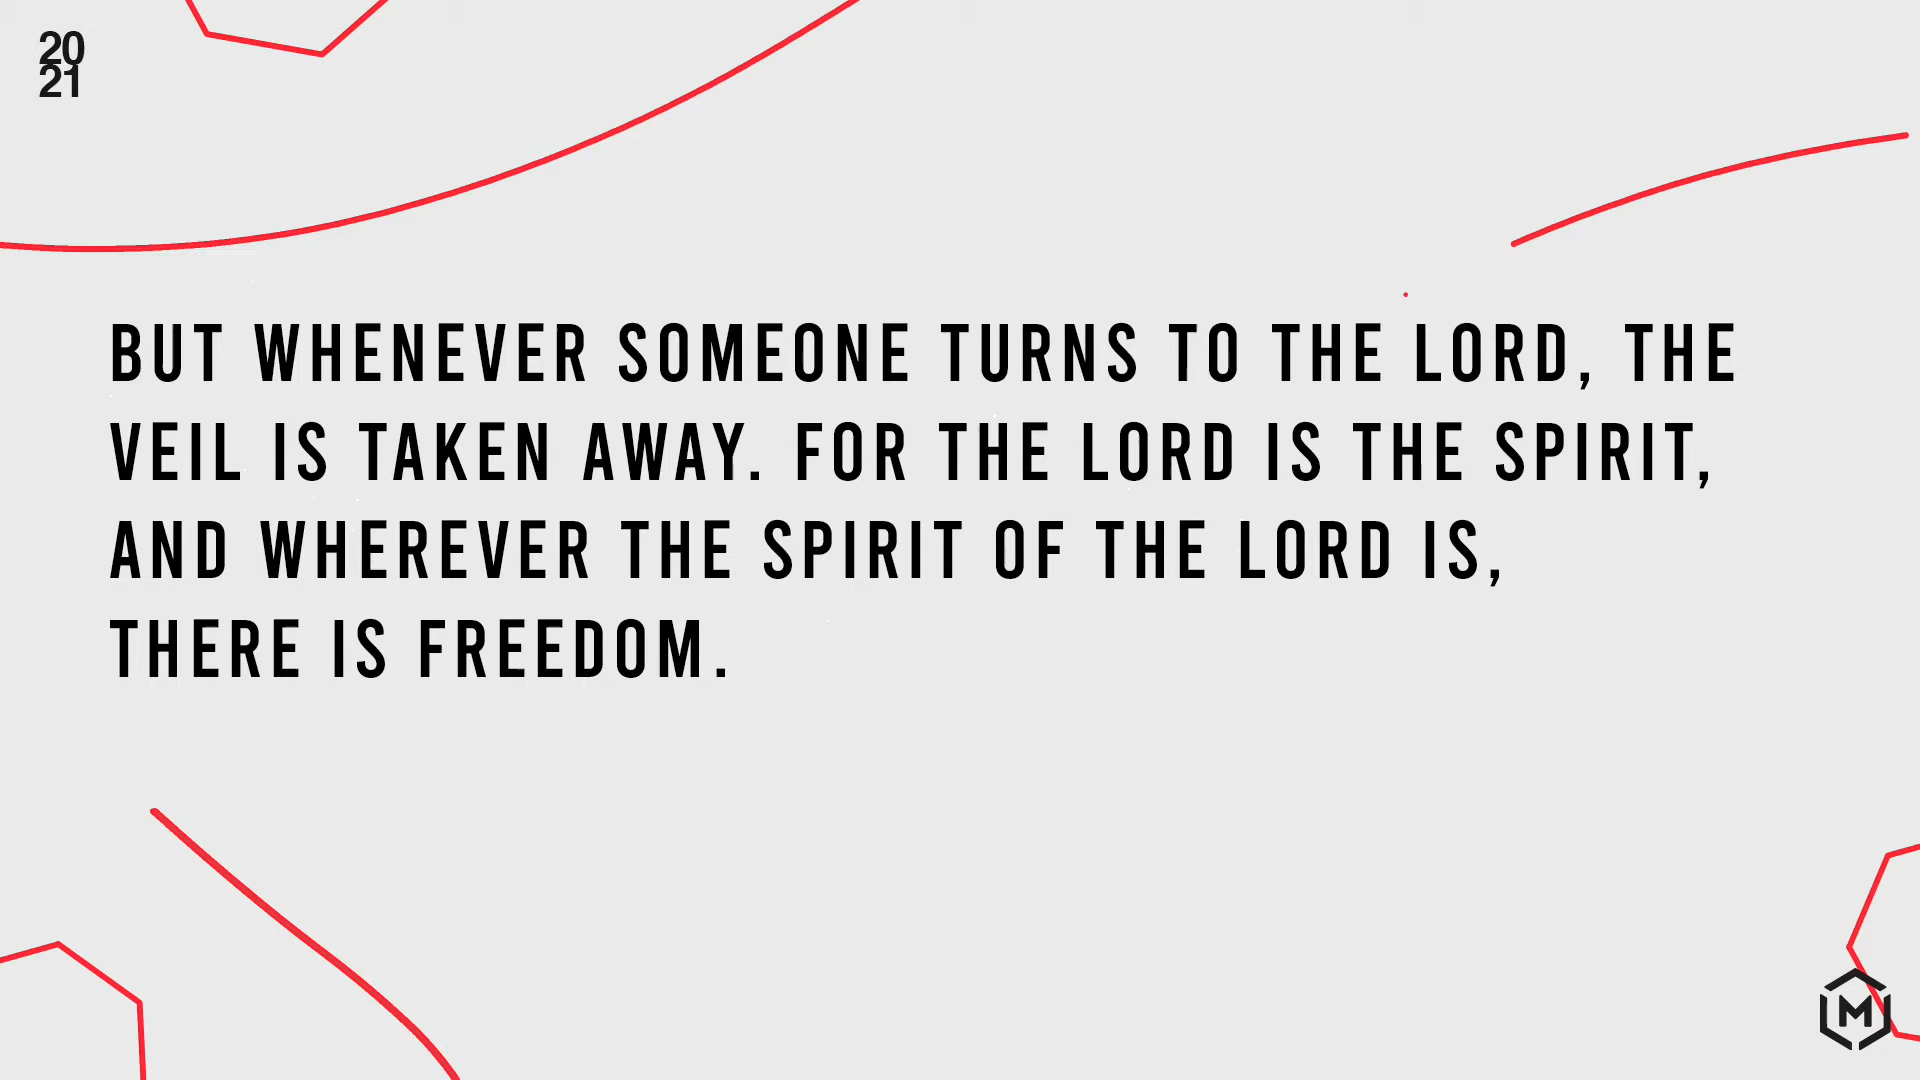 20
21
BUT WHENEVER SOMEONE TURNS TO THE LORD, THE
VEIL IS TAKEN AWAY. FOR THE LORD IS THE SPIRIT,
AND WHEREVER THE SPIRIT OF THE LORD IS,
THERE IS FREEDOM.
M